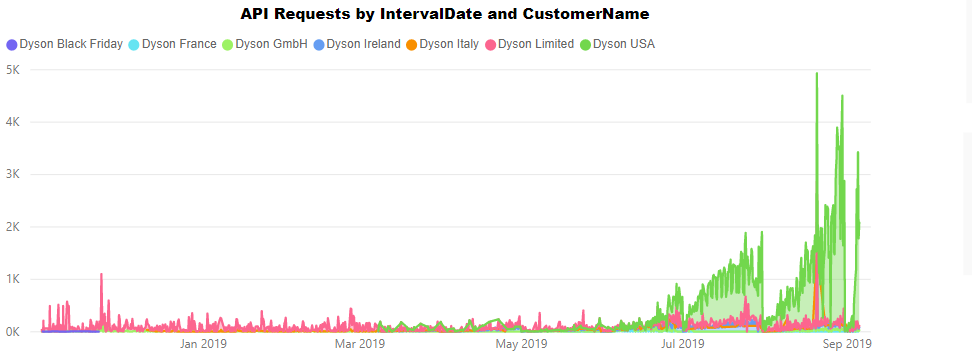 API Requests by IntervalDate and CustomerName
Dyson Black Friday Dyson France Dyson GmbH Dyson Ireland Dyson Italy Dyson Limited Dyson USA
5K
4K
3K
2K
1K
0K
Jan 2019 Mar 2019 May 2019 Jul 2019 Sep 2019